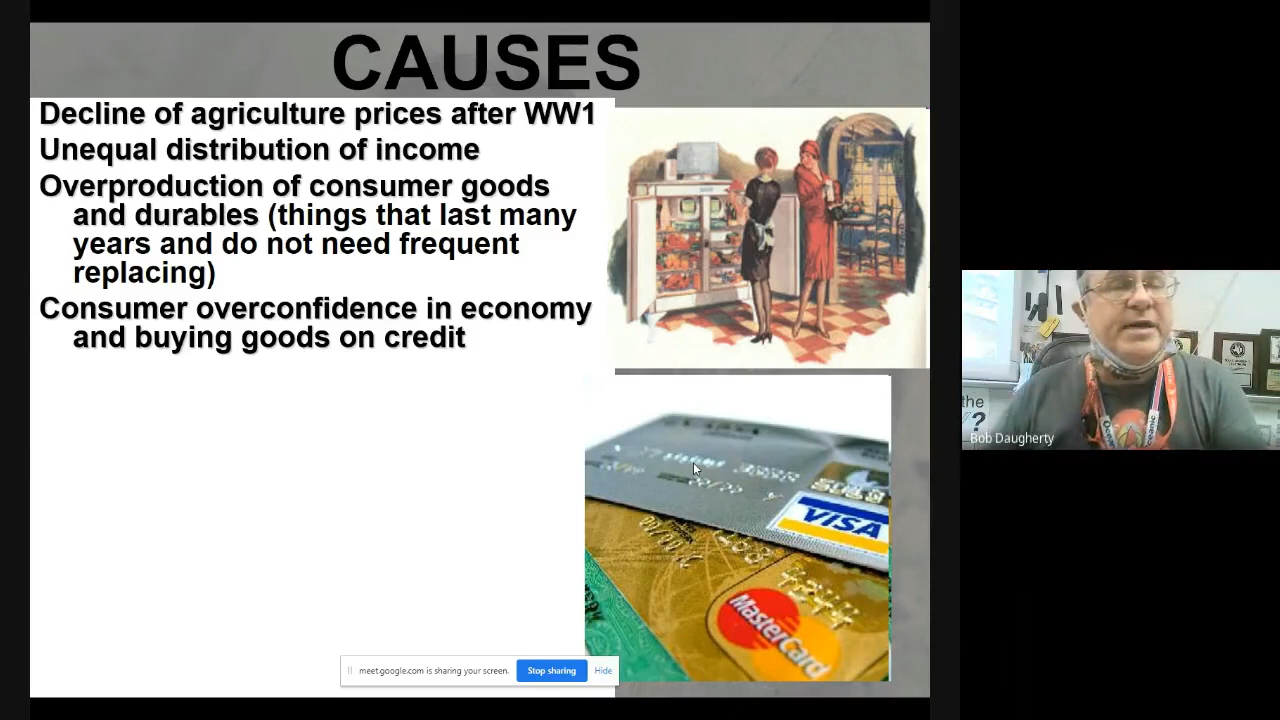 CAUSES
Decline of agriculture prices after WW1
Unequal distribution of income
Overproduction of consumer goods
and durables (things that last many
years and do not need frequent
replacing)
Consumer overconfidence in economy
and buying goods on credit
VISA
MasterCard
the
?
Bob Daugherty
meet.google.com is sharing your screen.
Stop sharing
Hide